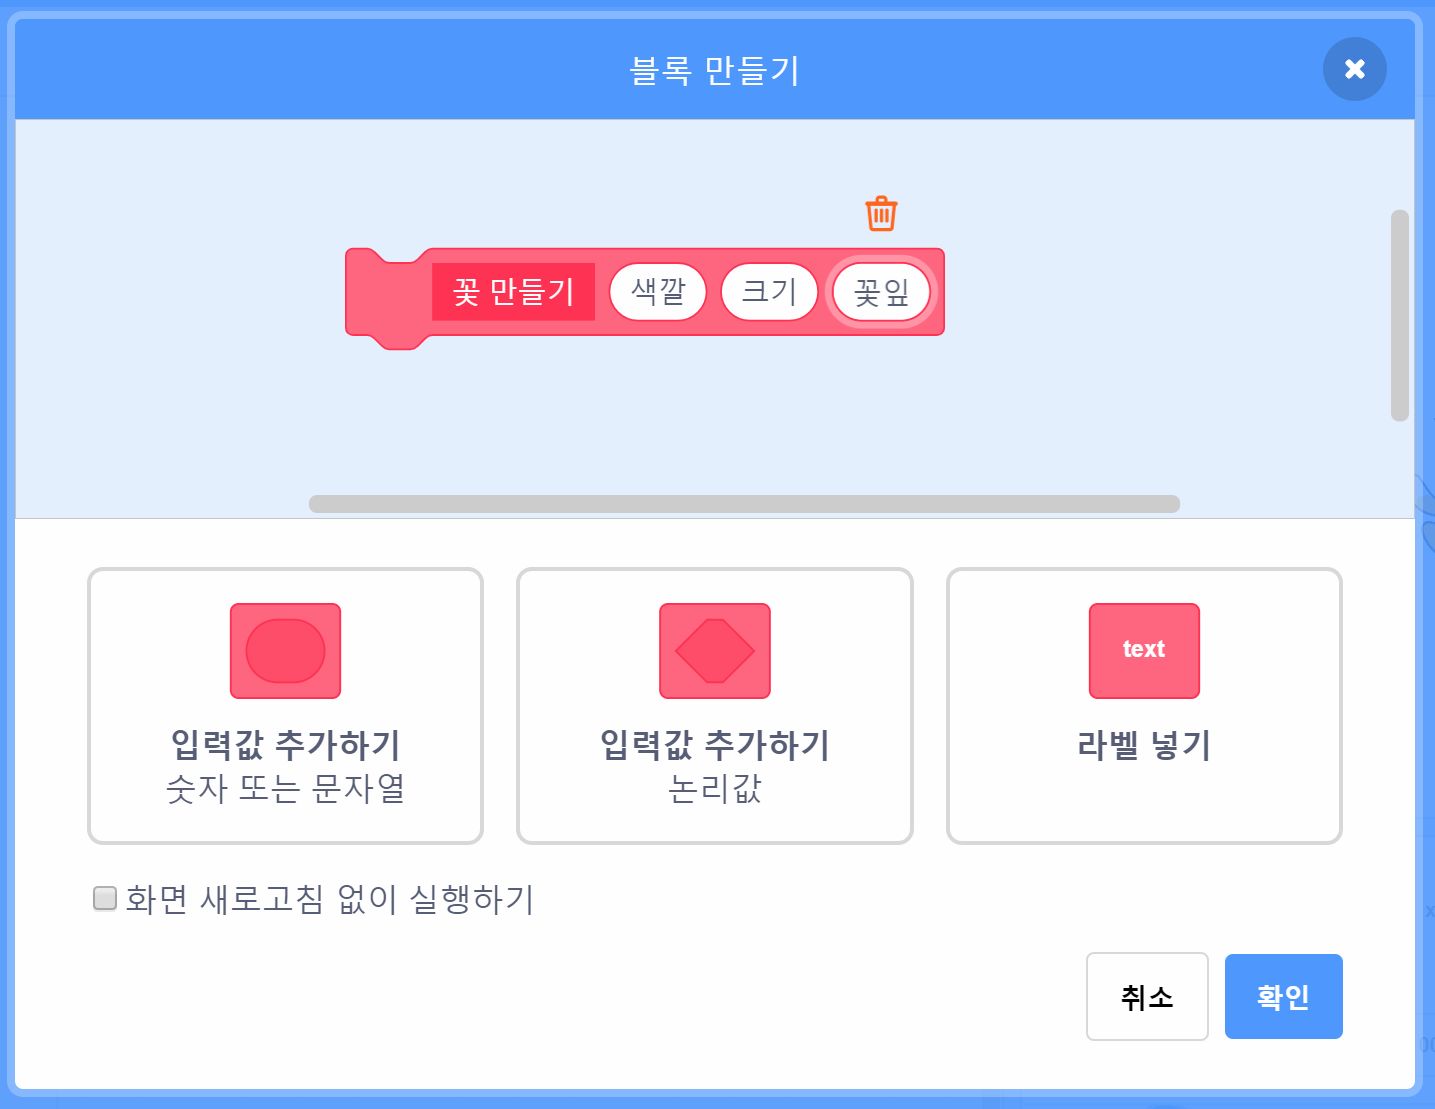 블록 만들기
꽃 만들기 색깔 크기 꽃잎
text
입력값 추가하기
숫자 또는 문자열
입력값 추가하기
논리값
라벨 넣기
화면 새로고침 없이 실행하기
취소
확인